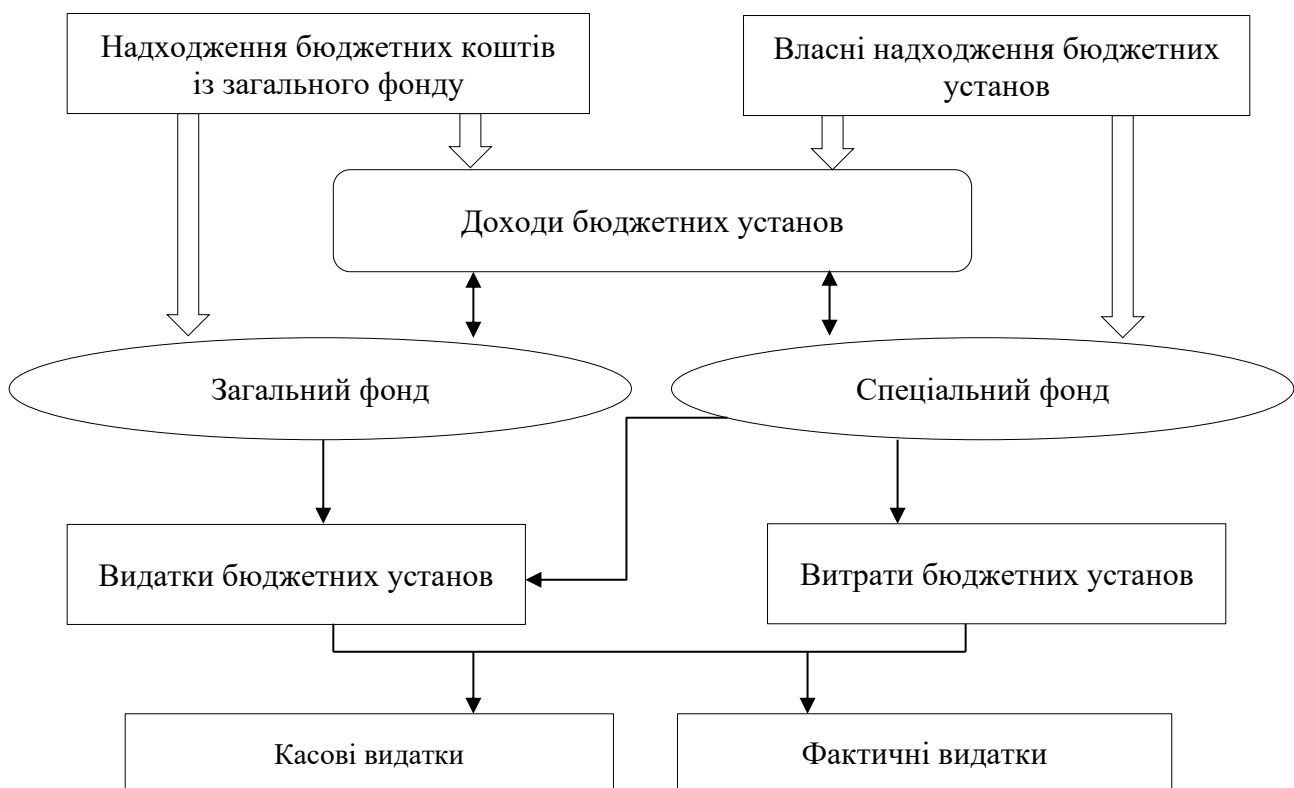 Надходження бюджетних коштів
із загального фонду
Власні надходження бюджетних
установ
Доходи бюджетних установ
Загальний фонд
Спеціальний фонд
Видатки бюджетних установ
Витрати бюджетних установ
Касові видатки
Фактичні видатки